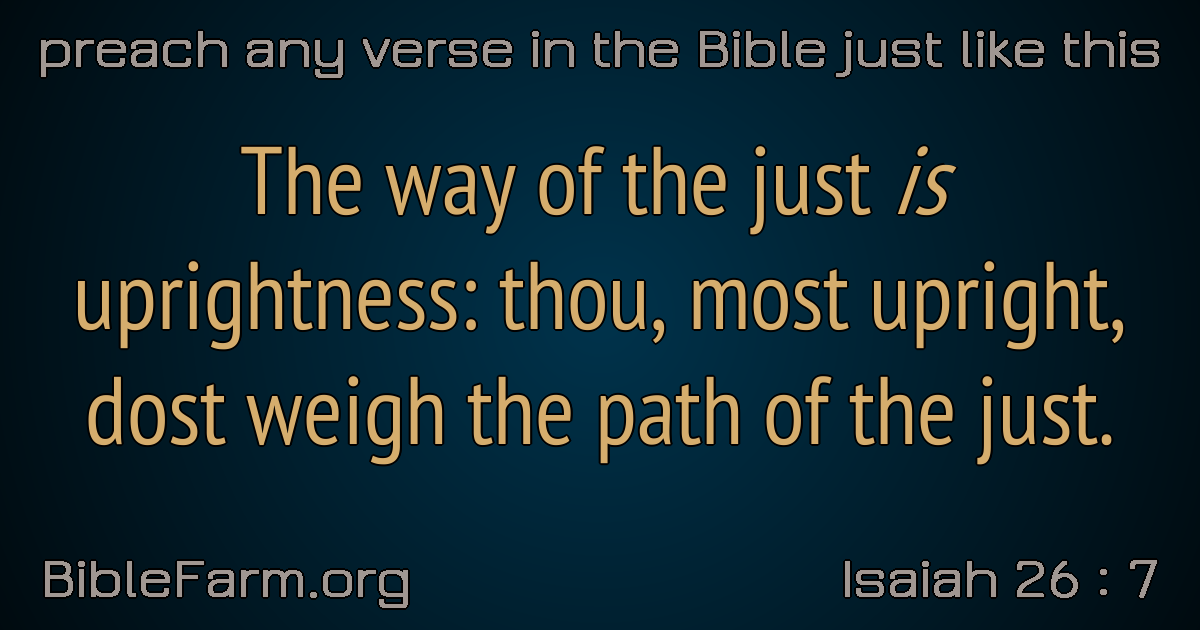 preach any verse in the Bible just like this
The way of the just is
uprightness: thou, most upright,
dost weigh the path of the just.
BibleFarm.org
Isaiah 26 : 7